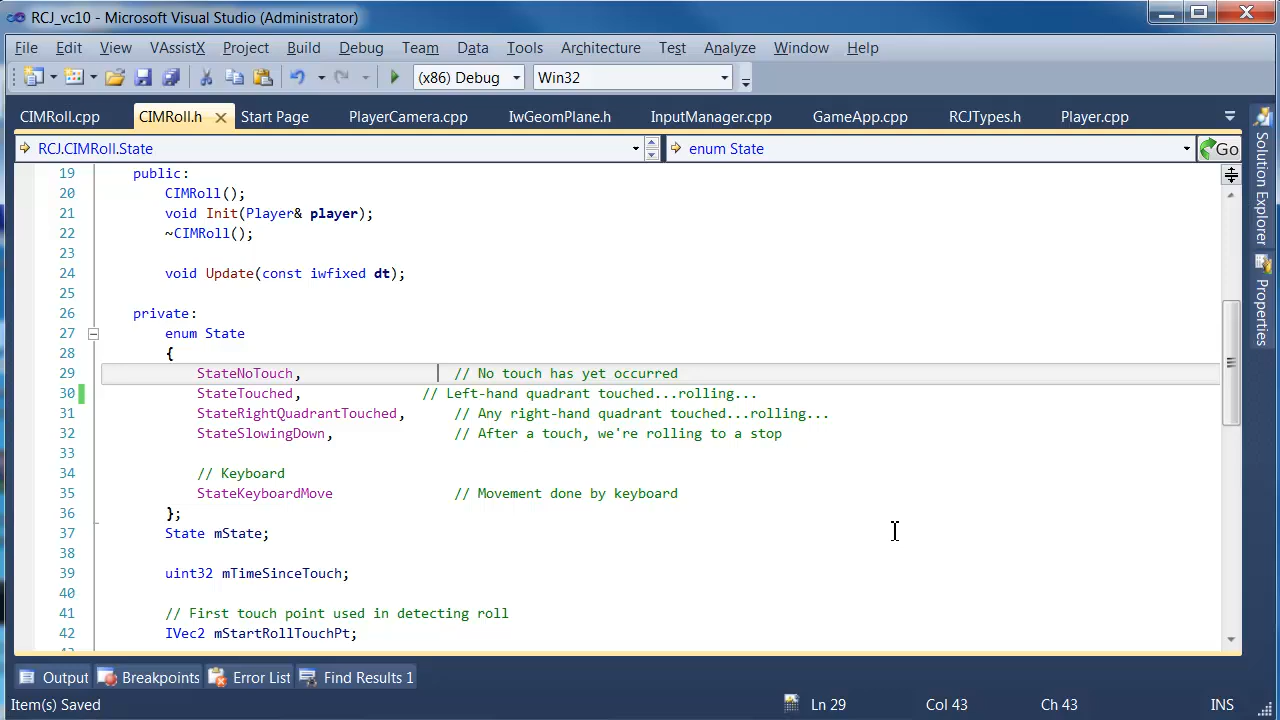 RCJ_vc10 - Microsoft Visual Studio (Administrator)
File Edit View VAssistX Project Build Debug Team Data Tools Architecture Test Analyze Window Help
(x86) Debug Win32
CIMRoll.cpp CIMRoll.h Start Page PlayerCamera.cpp IwGeomPlane.h InputManager.cpp GameApp.cpp RCJTypes.h Player.cpp
RCJ.CIMRoll.State enum State Go
19 public:
20 CIMRoll();
21 void Init(Player& player);
22 ~CIMRoll();
23
24 void Update(const iwfixed dt);
25
26 private:
27 enum State
28 {
29 StateNoTouch, // No touch has yet occurred
30 StateTouched, // Left-hand quadrant touched...rolling...
31 StateRightQuadrantTouched, // Any right-hand quadrant touched...rolling...
32 StateSlowingDown, // After a touch, we're rolling to a stop
33
34 // Keyboard
35 StateKeyboardMove // Movement done by keyboard
36 };
37 State mState;
38
39 uint32 mTimeSinceTouch;
40
41 // First touch point used in detecting roll
42 IVec2 mStartRollTouchPt;
Solution Explorer
Properties
Output Breakpoints Error List Find Results 1
Item(s) Saved Ln 29 Col 43 Ch 43 INS